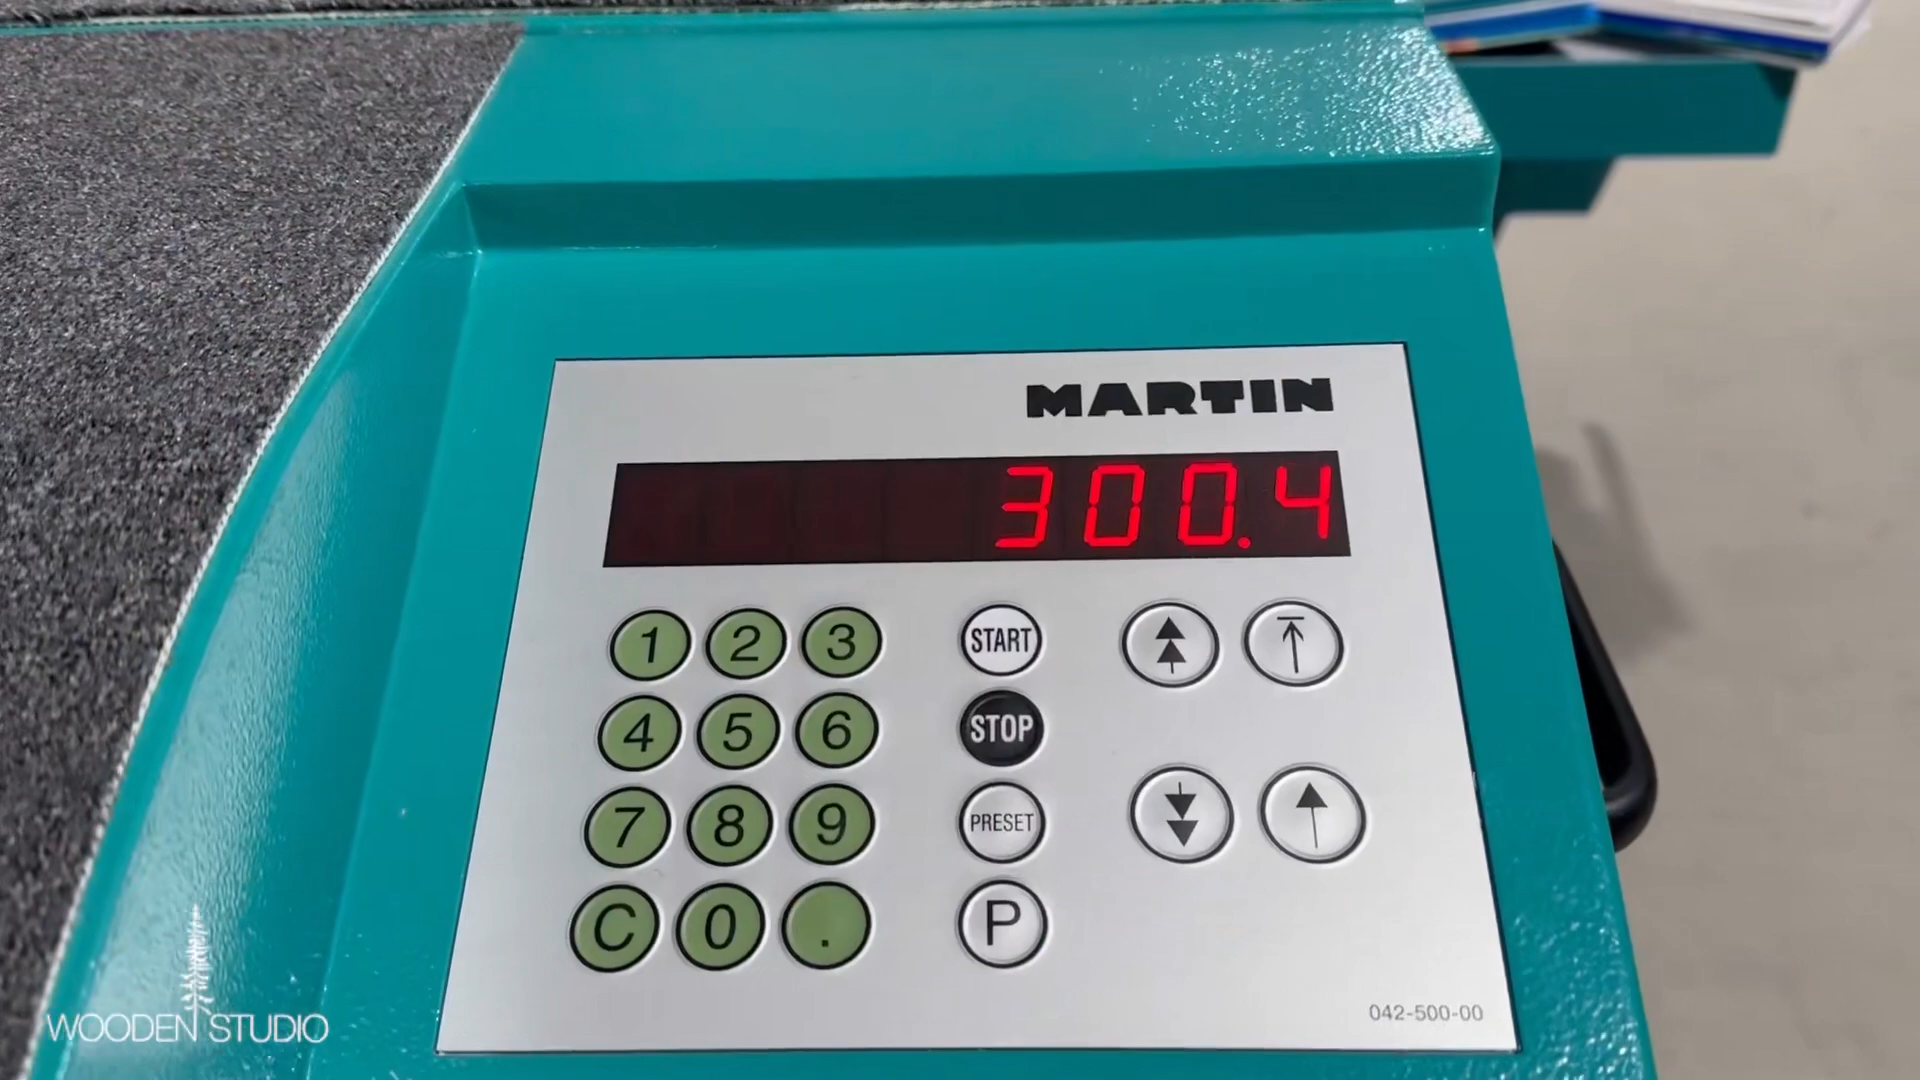 MARTIN
300.4
1 2 3 START
4 5 6 STOP
7 8 9 PRESET
C 0 . P
042-500-00
WOODEN STUDIO